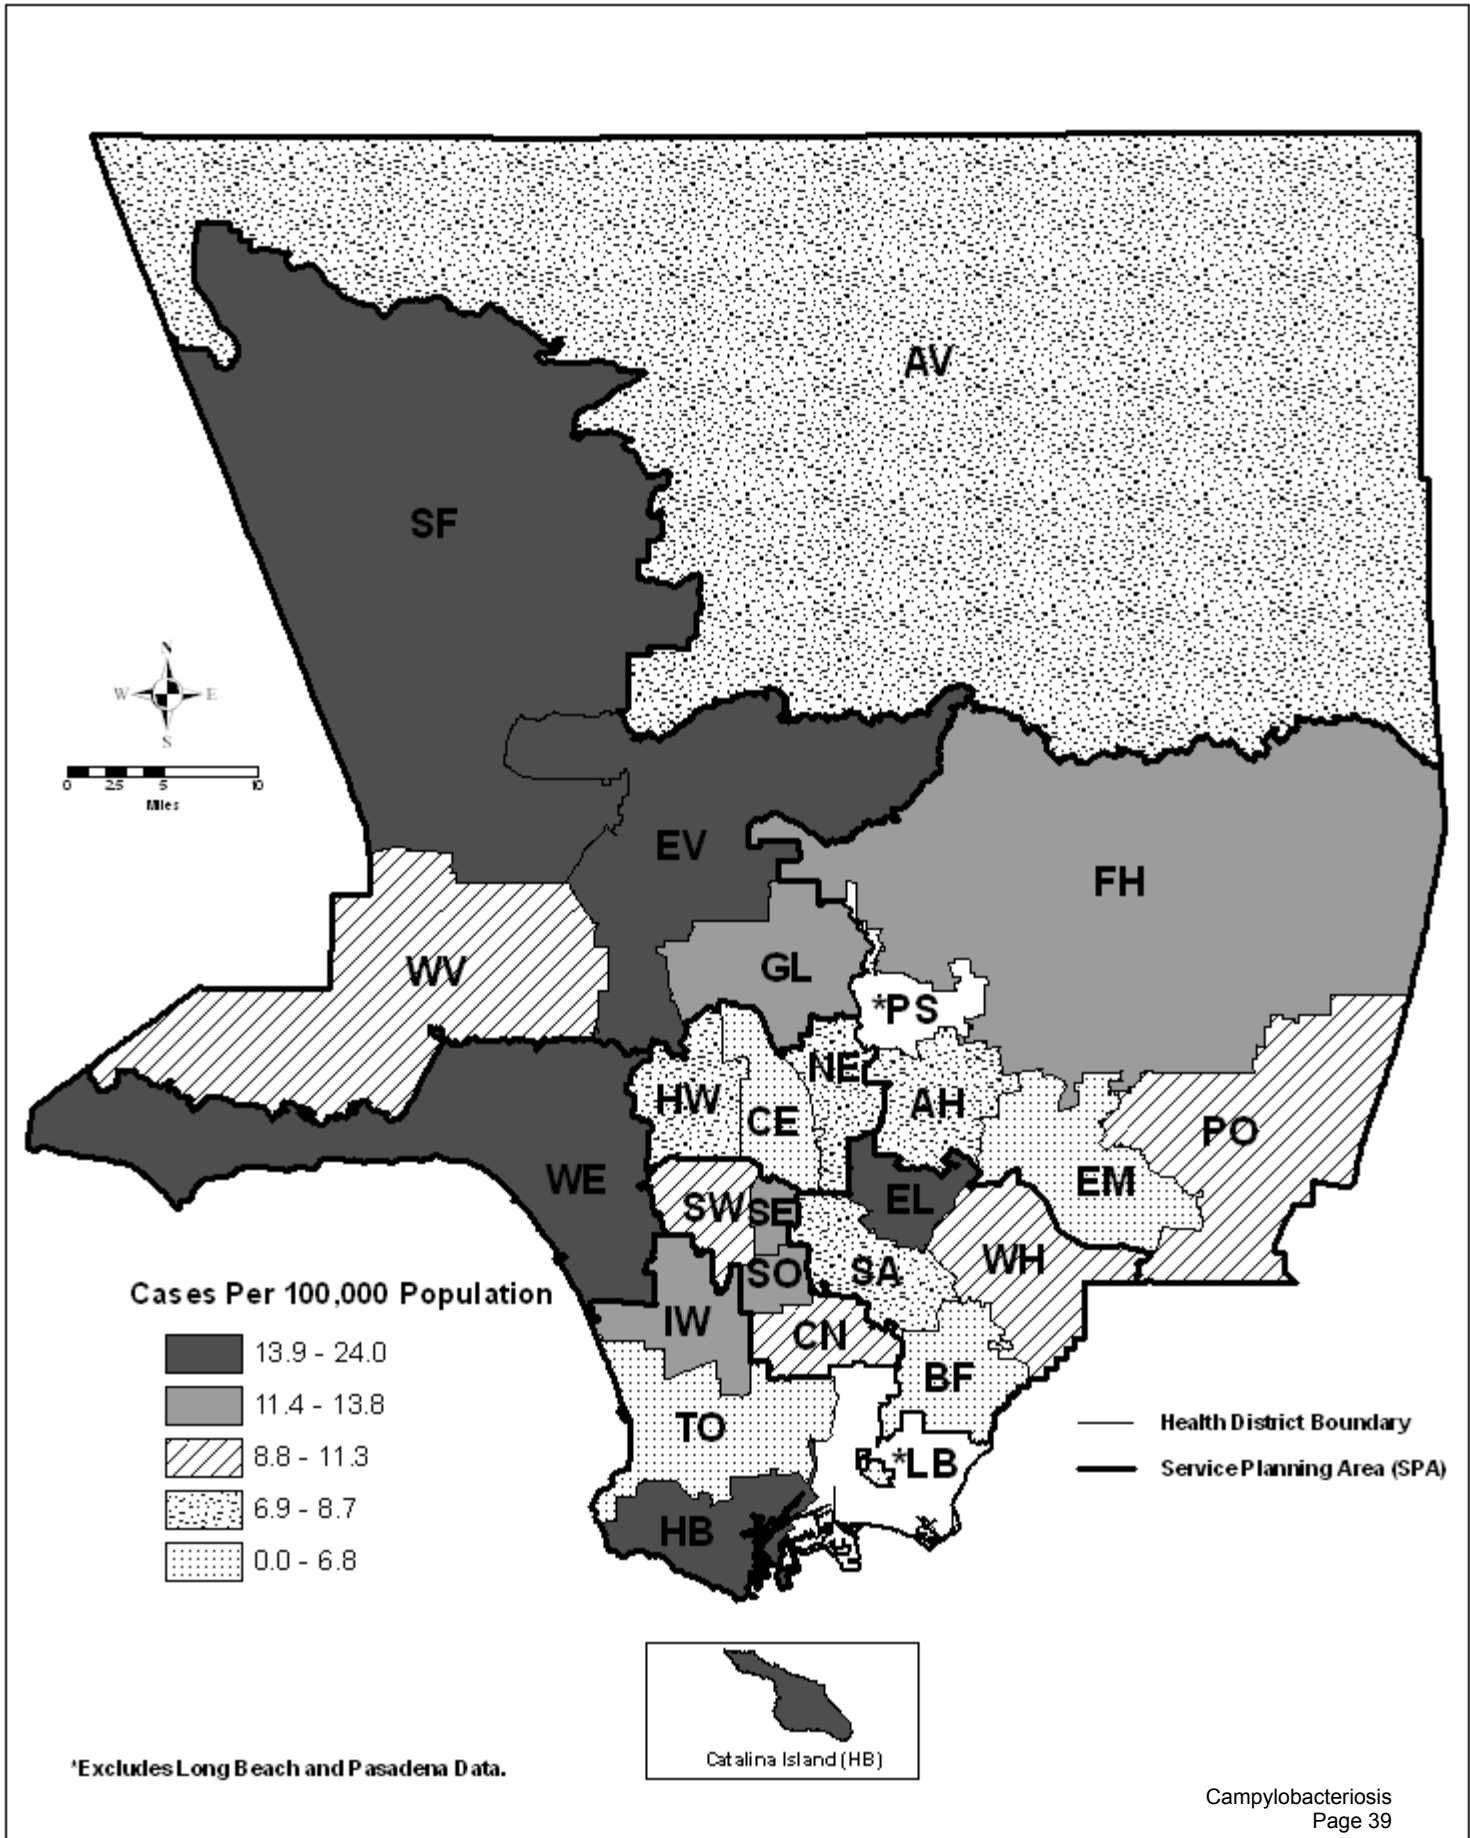 AV
SF
N
W E
S
0 2.5 5 10
Miles
EV
FH
WV
GL
*PS
NE
HW
AH
CE
PO
WE
EM
EL
SW
SE
WH
SO
SA
IW
CN
BF
TO
*LB
HB
Cases Per 100,000 Population
13.9 - 24.0
11.4 - 13.8
8.8 - 11.3
6.9 - 8.7
0.0 - 6.8
Health District Boundary
Service Planning Area (SPA)
Catalina Island (HB)
*Excludes Long Beach and Pasadena Data.
Campylobacteriosis
Page 39